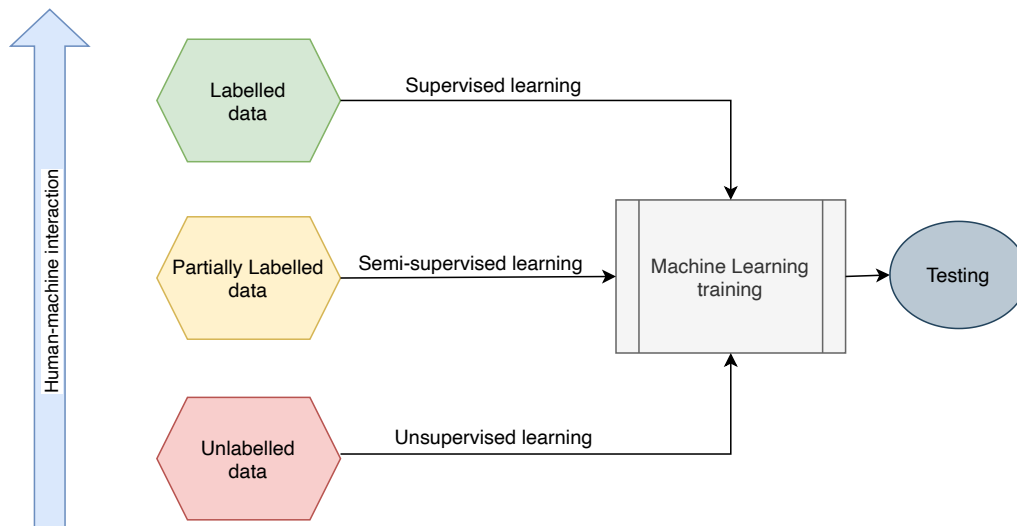 Human-machine interaction
Labelled
data
Supervised learning
Partially Labelled
data
Semi-supervised learning
Machine Learning
training
Testing
Unlabelled
data
Unsupervised learning